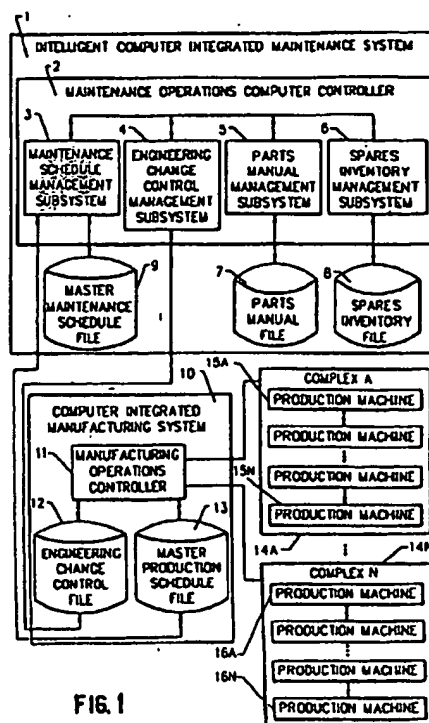 1
INTELLIGENT COMPUTER INTEGRATED MAINTENANCE SYSTEM
2
MAINTENANCE OPERATIONS COMPUTER CONTROLLER
3
MAINTENANCE
SCHEDULE
MANAGEMENT
SUBSYSTEM
4
ENGINEERING
CHANGE
CONTROL
MANAGEMENT
SUBSYSTEM
5
PARTS
MANUAL
MANAGEMENT
SUBSYSTEM
6
SPARES
INVENTORY
MANAGEMENT
SUBSYSTEM
9
MASTER
MAINTENANCE
SCHEDULE
FILE
7
PARTS
MANUAL
FILE
8
SPARES
INVENTORY
FILE
10
COMPUTER INTEGRATED
MANUFACTURING SYSTEM
11
MANUFACTURING
OPERATIONS
CONTROLLER
12
ENGINEERING
CHANGE
CONTROL
FILE
13
MASTER
PRODUCTION
SCHEDULE
FILE
15A
COMPLEX A
PRODUCTION MACHINE
PRODUCTION MACHINE
PRODUCTION MACHINE
15N
PRODUCTION MACHINE
14A
14N
COMPLEX N
PRODUCTION MACHINE
16A
PRODUCTION MACHINE
PRODUCTION MACHINE
16N
PRODUCTION MACHINE
FIG. 1